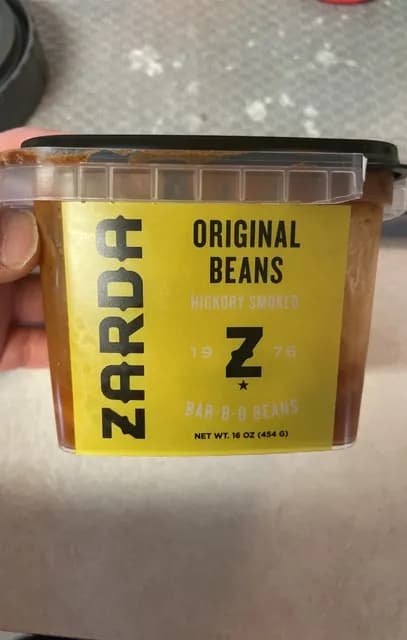 ZARDA
ORIGINAL
BEANS
HICKORY SMOKED
19 Z 76
BAR-B-Q BEANS
NET WT. 16 OZ (454 G)